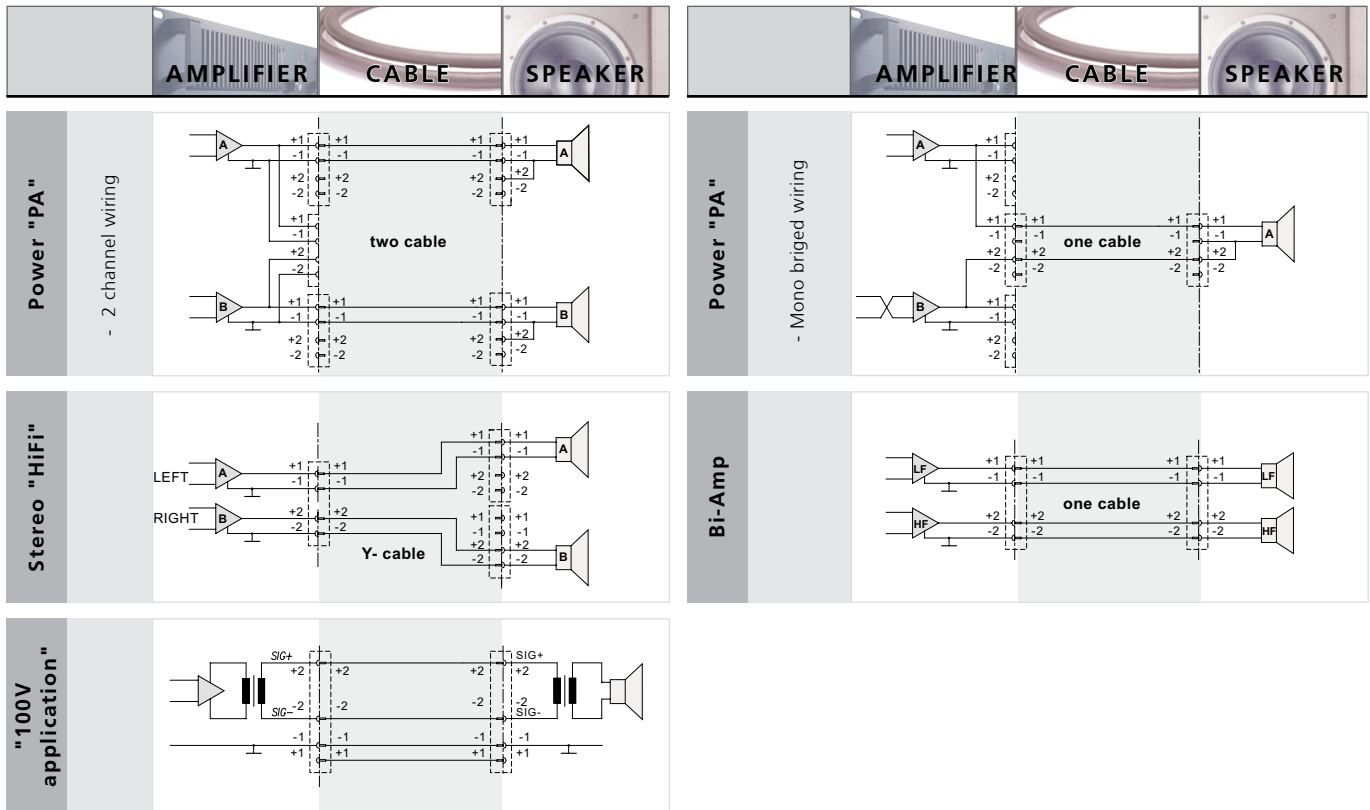 AMPLIFIER CABLE SPEAKER
AMPLIFIER CABLE SPEAKER
Power "PA"
- 2 channel wiring
A
+1 +1 +1 +1
-1 -1 -1 -1
+2 +2 +2 +2
-2 -2 -2 -2
A
+1
-1
+2
-2
two cable
B
+1 +1 +1 +1
-1 -1 -1 -1
+2 +2 +2 +2
-2 -2 -2 -2
B
Power "PA"
- Mono briged wiring
A
+1
-1
+2
-2
+1 +1 +1 +1
-1 -1 -1 -1
+2 +2 +2 +2
-2 -2 -2 -2
one cable
A
B
+1
-1
+2
-2
Stereo "HiFi"
LEFT
A
+1 +1
-1 -1
RIGHT
B
+2 +2
-2 -2
Y- cable
+1 +1
-1 -1
+2 +2
-2 -2
A
+1
-1
+2 +2
-2 -2
B
Bi-Amp
LF
+1 +1 +1 +1
-1 -1 -1 -1
LF
one cable
HF
+2 +2 +2 +2
-2 -2 -2 -2
HF
"100V
application"
SIG+ SIG+
+2 +2 +2 +2
-2 -2 -2 -2
SIG- SIG-
-1 -1 -1 -1
+1 +1 +1 +1